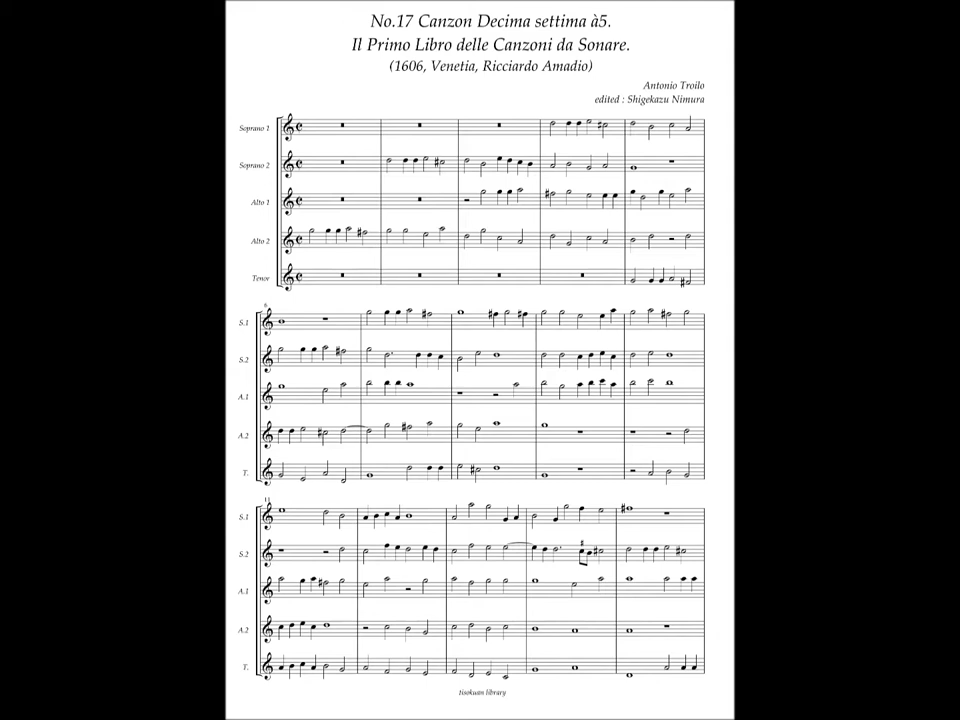 No.17 Canzon Decima settima à5.
Il Primo Libro delle Canzoni da Sonare.
(1606, Venetia, Ricciardo Amadio)
Antonio Troilo
edited : Shigekazu Nimura
Soprano 1
Soprano 2
Alto 1
Alto 2
Tenor
6
S.1
S.2
A.1
A.2
T.
11
S.1
S.2
A.1
A.2
T.
tisokuan library